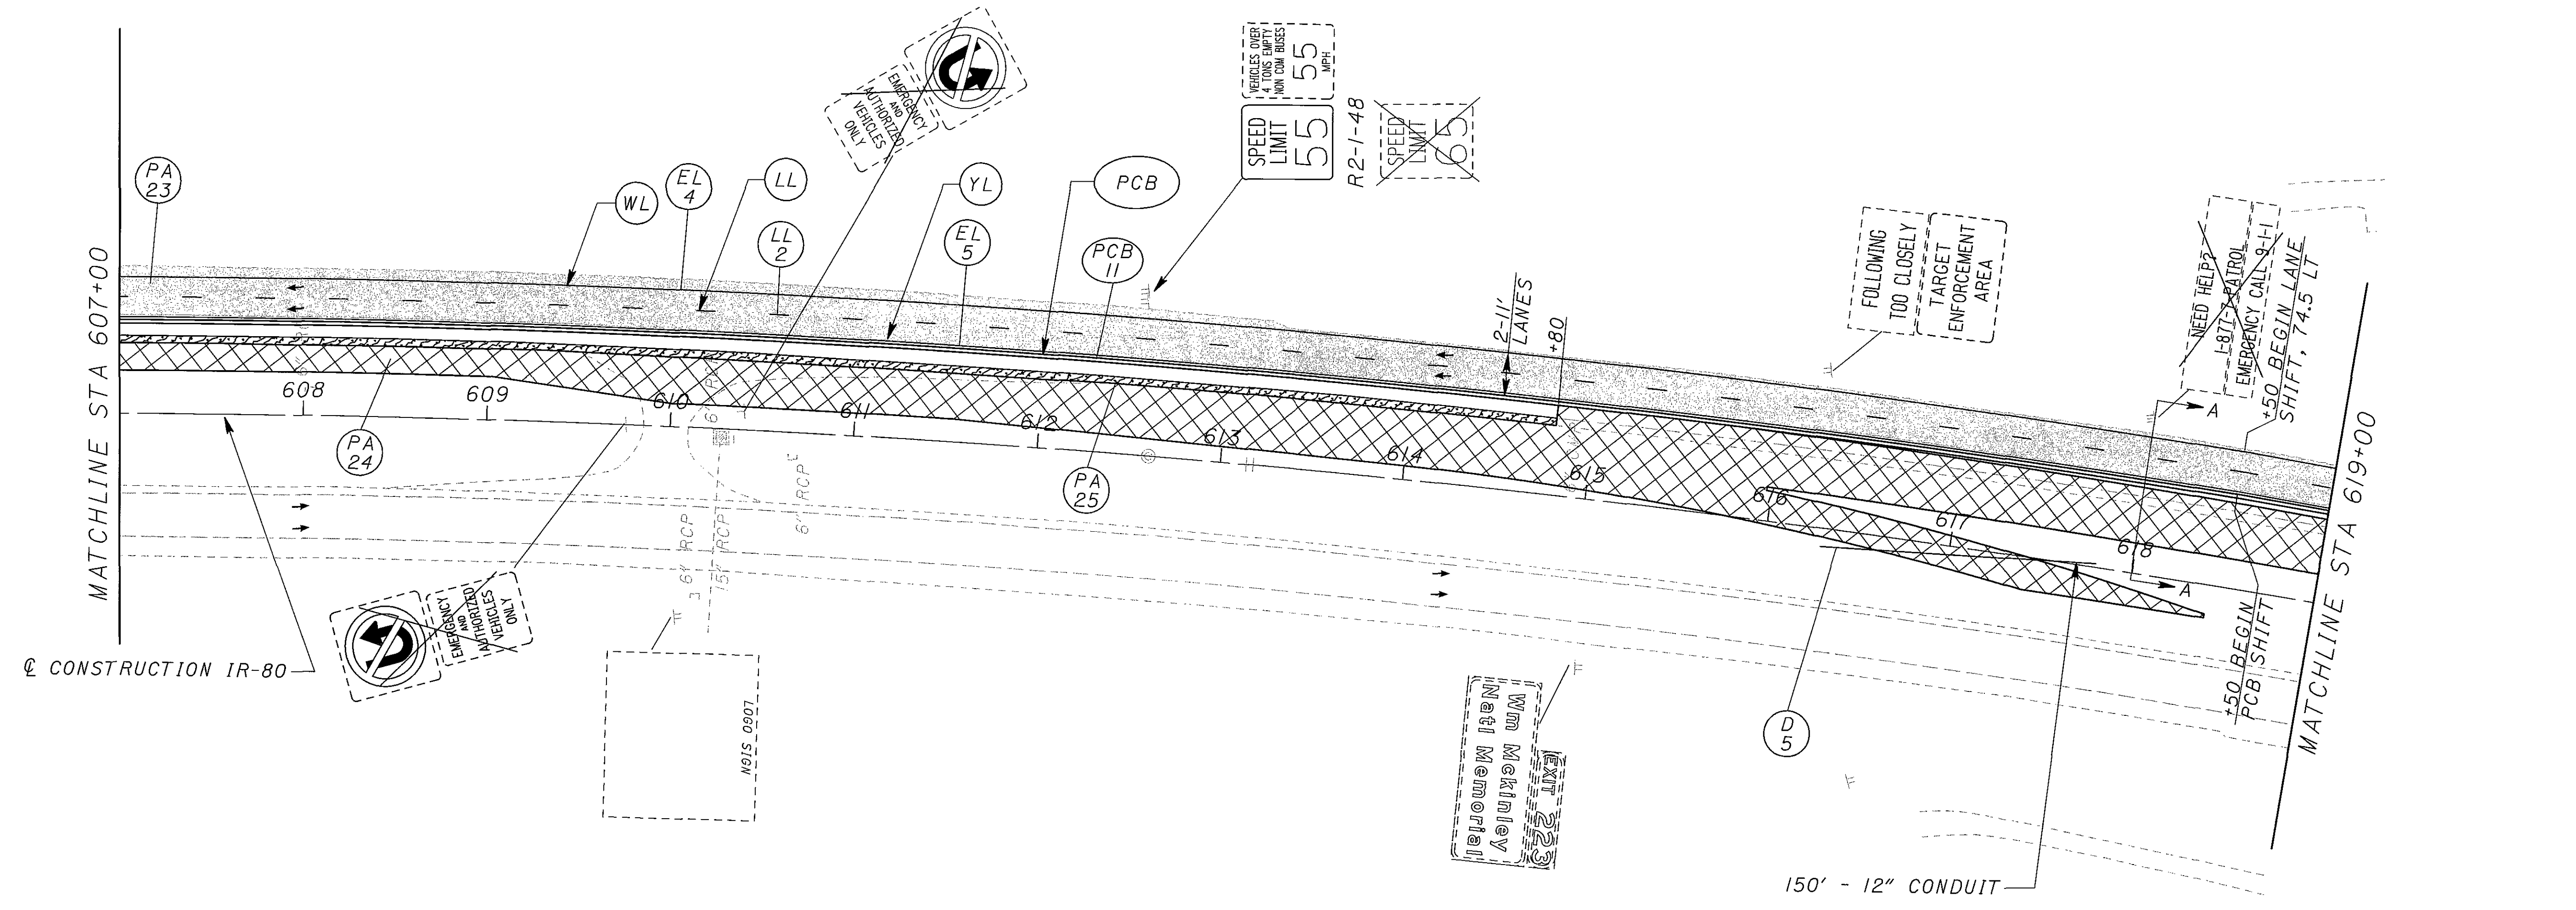 EMERGENCY
AND
AUTHORIZED
VEHICLES
ONLY
VEHICLES OVER
4 TONS EMPTY
NON COM BUSES
55
MPH
SPEED
LIMIT
55
R2-1-48
SPEED
LIMIT
65
PA
23
WL
EL
4
LL
LL
2
YL
EL
5
PCB
PCB
11
2-11'
LANES
+80
FOLLOWING
TOO CLOSELY
TARGET
ENFORCEMENT
AREA
NEED HELP?
1-877-7-PATROL
EMERGENCY CALL 9-1-1
+50 BEGIN LANE
SHIFT, 74.5 LT
A
MATCHLINE STA 607+00
608
609
610
611
612
613
614
615
616
617
618
A
MATCHLINE STA 619+00
PA
24
PA
25
6" RCP
6" RCP
15" RCP
6" RCP
+50 BEGIN
PCB SHIFT
EMERGENCY
AND
AUTHORIZED
VEHICLES
ONLY
℄ CONSTRUCTION IR-80
LOGO SIGN
Wm Mckinley
Natl Memorial
EXIT 223
D
5
150' - 12" CONDUIT